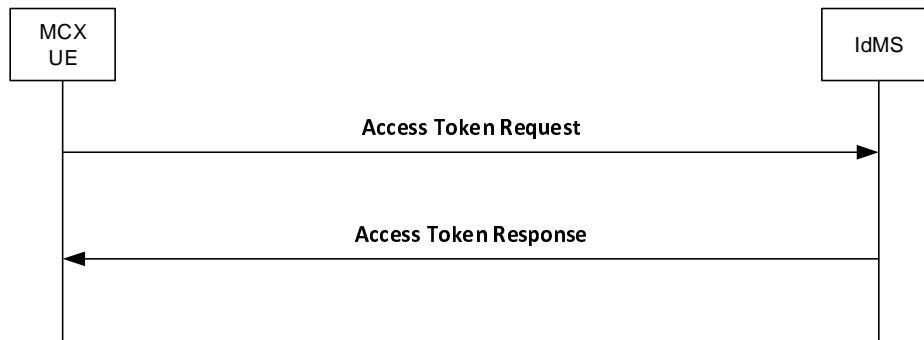 MCX
UE
IdMS
Access Token Request
Access Token Response